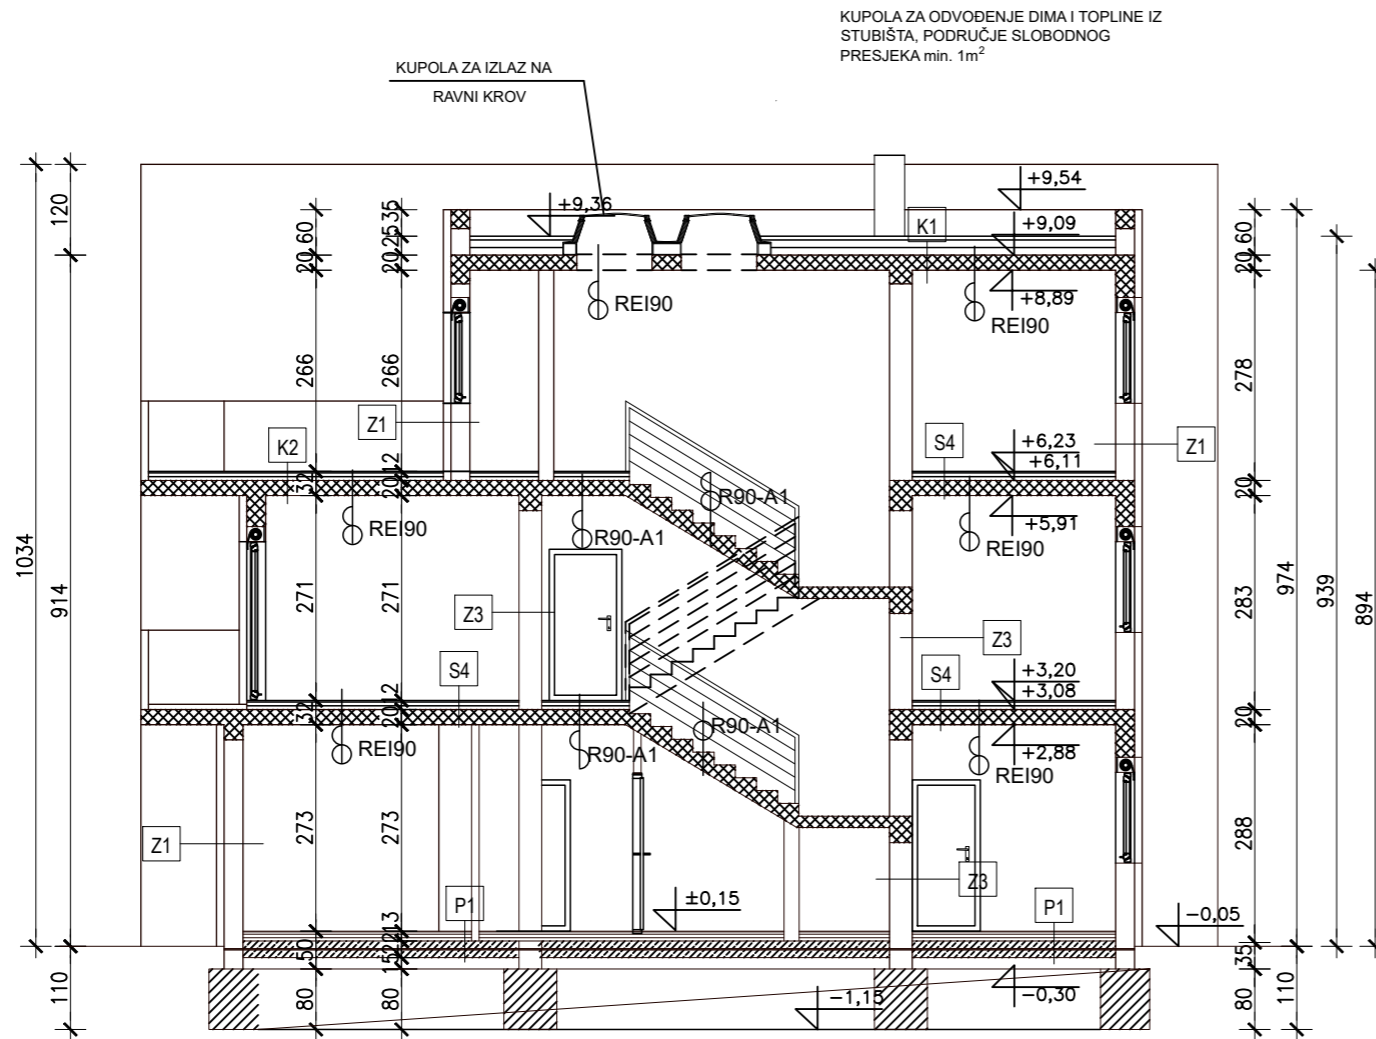 KUPOLA ZA ODVOĐENJE DIMA I TOPLINE IZ
STUBIŠTA, PODRUČJE SLOBODNOG
PRESJEKA min. 1m²
KUPOLA ZA IZLAZ NA
RAVNI KROV
+9,54
+9,36
+9,09
K1
+8,89
REI90
REI90
120
60
35
25
20
20
60
20
266
266
278
Z1
K2
S4
+6,23
+6,11
Z1
12
32
20
12
20
+5,91
REI90
R90-A1
R90-A1
REI90
1034
914
271
271
283
974
939
894
Z3
Z3
S4
S4
+3,20
+3,08
12
32
20
20
+2,88
REI90
R90-A1
R90-A1
REI90
273
273
288
Z1
Z3
P1
±0,15
P1
-0,05
50
213
152
35
110
80
80
-1,15
-0,30
80
110